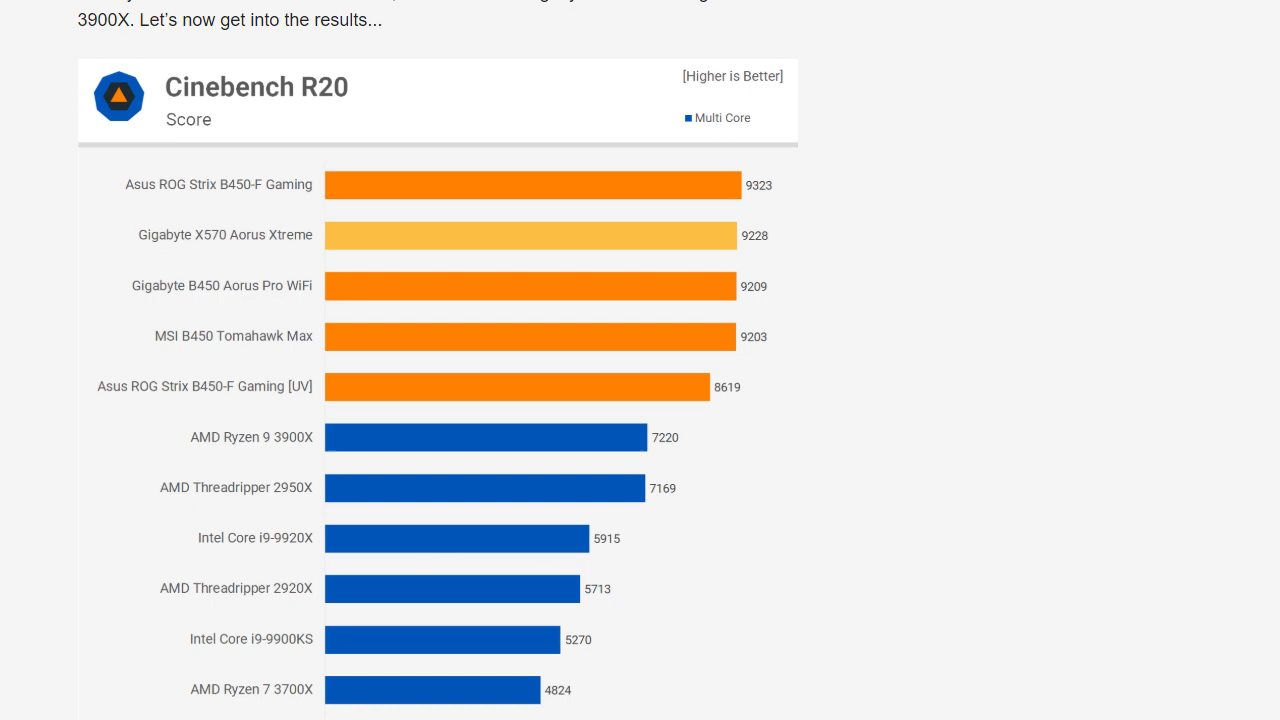 3900X. Let’s now get into the results...
Cinebench R20
[Higher is Better]
Score
Multi Core
Asus ROG Strix B450-F Gaming 9323
Gigabyte X570 Aorus Xtreme 9228
Gigabyte B450 Aorus Pro WiFi 9209
MSI B450 Tomahawk Max 9203
Asus ROG Strix B450-F Gaming [UV] 8619
AMD Ryzen 9 3900X 7220
AMD Threadripper 2950X 7169
Intel Core i9-9920X 5915
AMD Threadripper 2920X 5713
Intel Core i9-9900KS 5270
AMD Ryzen 7 3700X 4824